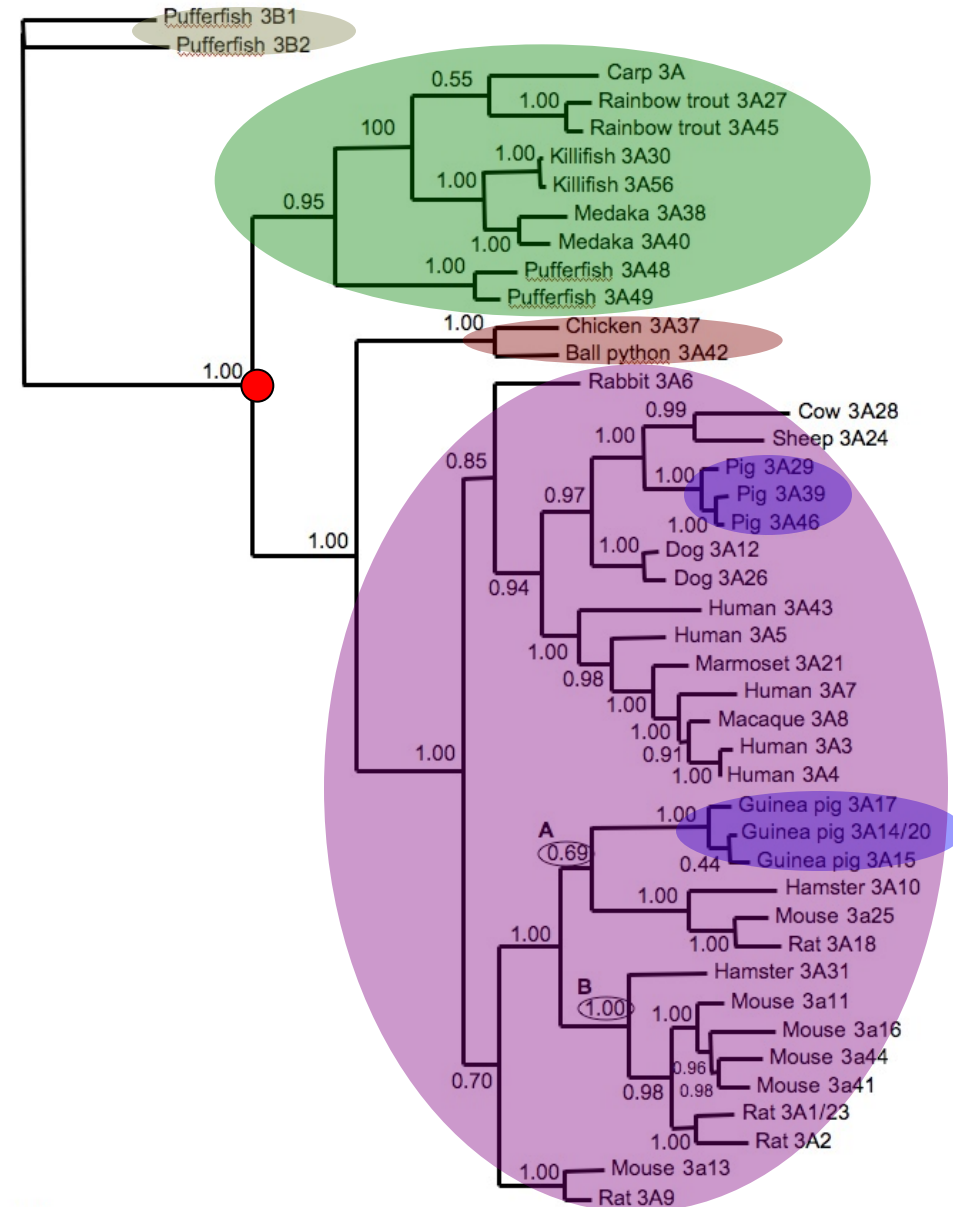 Pufferfish 3B1
Pufferfish 3B2
Carp 3A
0.55
1.00 Rainbow trout 3A27
Rainbow trout 3A45
100
1.00 Killifish 3A30
1.00 Killifish 3A56
0.95
Medaka 3A38
1.00 Medaka 3A40
1.00 Pufferfish 3A48
Pufferfish 3A49
1.00 Chicken 3A37
Ball python 3A42
1.00
Rabbit 3A6
0.99 Cow 3A28
1.00 Sheep 3A24
0.85
1.00 Pig 3A29
0.97 Pig 3A39
1.00 Pig 3A46
1.00 1.00 Dog 3A12
0.94 Dog 3A26
Human 3A43
Human 3A5
1.00
Marmoset 3A21
0.98
Human 3A7
1.00
Macaque 3A8
1.00
1.00 0.91 Human 3A3
1.00 Human 3A4
1.00 Guinea pig 3A17
A Guinea pig 3A14/20
0.69 0.44 Guinea pig 3A15
1.00 Hamster 3A10
Mouse 3a25
1.00 1.00 Rat 3A18
Hamster 3A31
B
1.00 1.00 Mouse 3a11
Mouse 3a16
0.96 Mouse 3a44
0.70 0.98 0.98 Mouse 3a41
Rat 3A1/23
1.00 Rat 3A2
1.00 Mouse 3a13
Rat 3A9